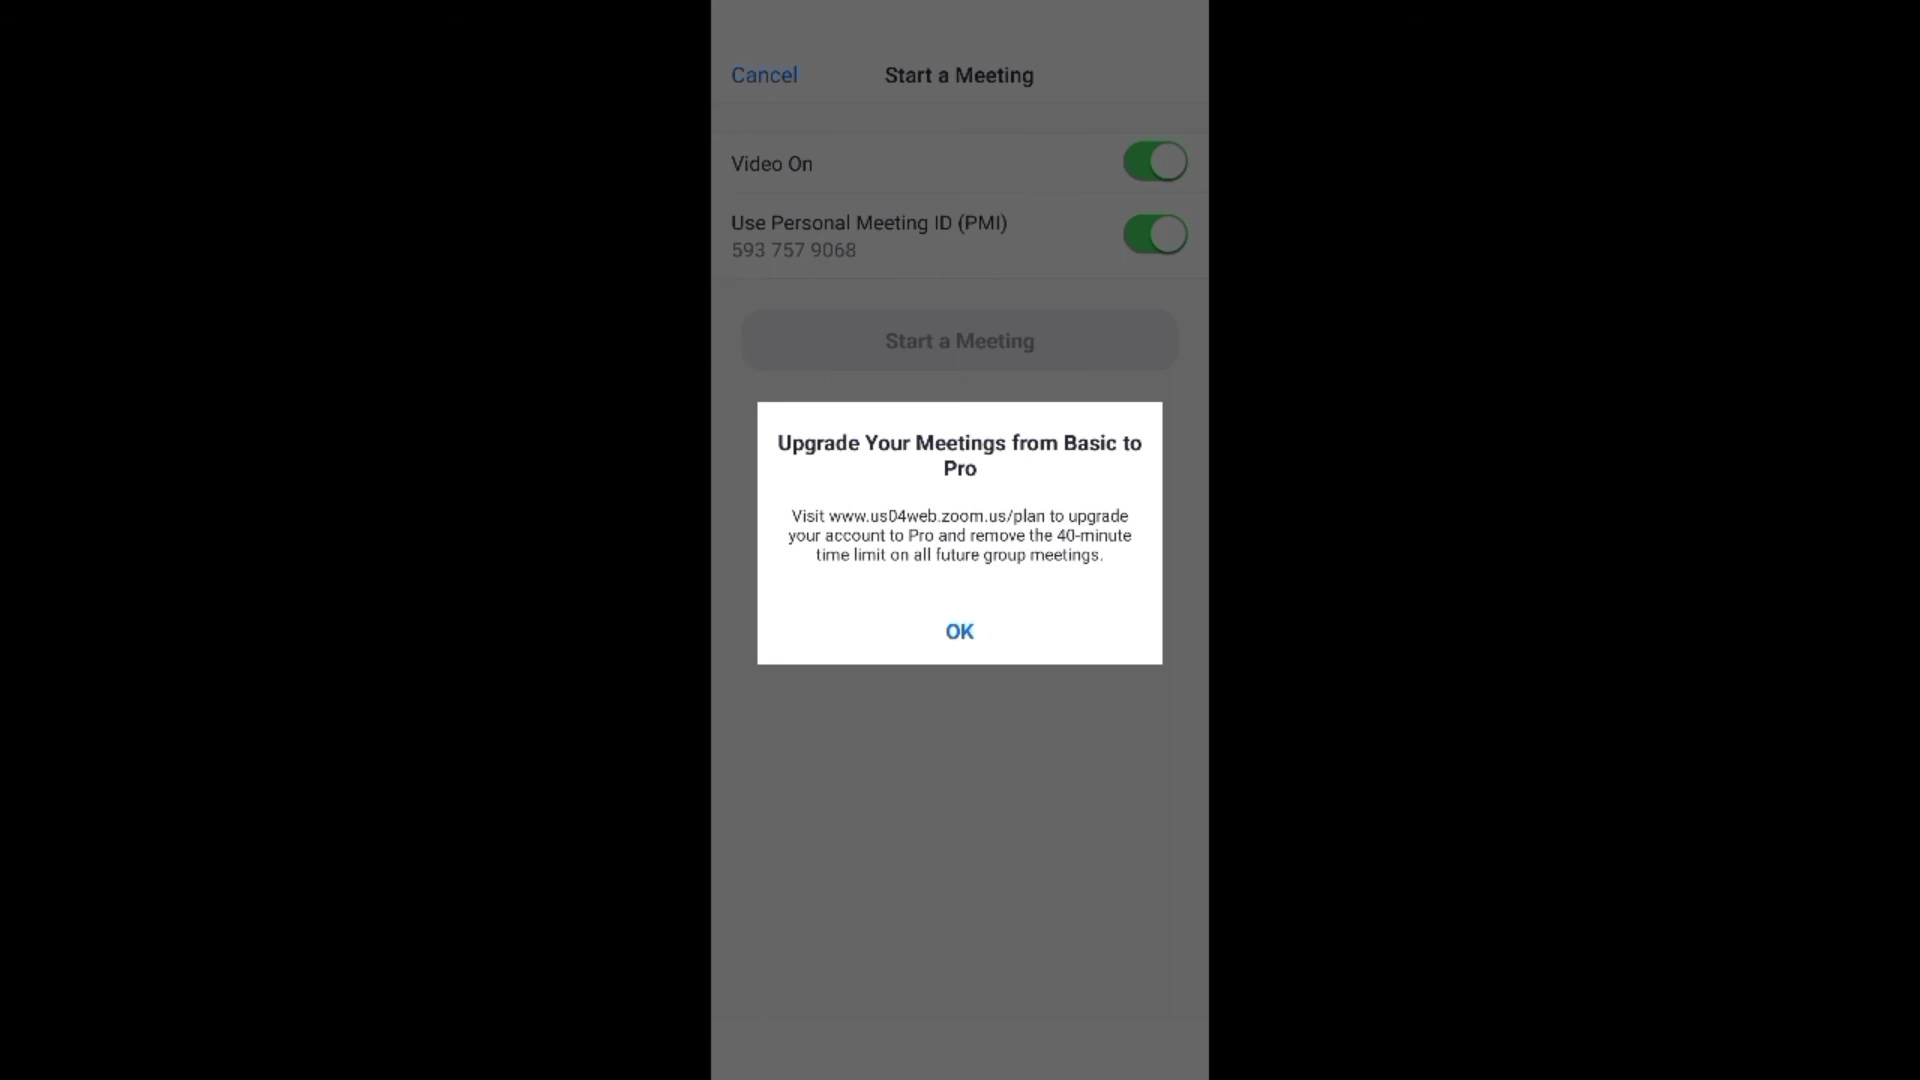 Cancel
Start a Meeting
Video On
Use Personal Meeting ID (PMI)
593 757 9068
Start a Meeting
Upgrade Your Meetings from Basic to
Pro
Visit www.us04web.zoom.us/plan to upgrade
your account to Pro and remove the 40-minute
time limit on all future group meetings.
OK